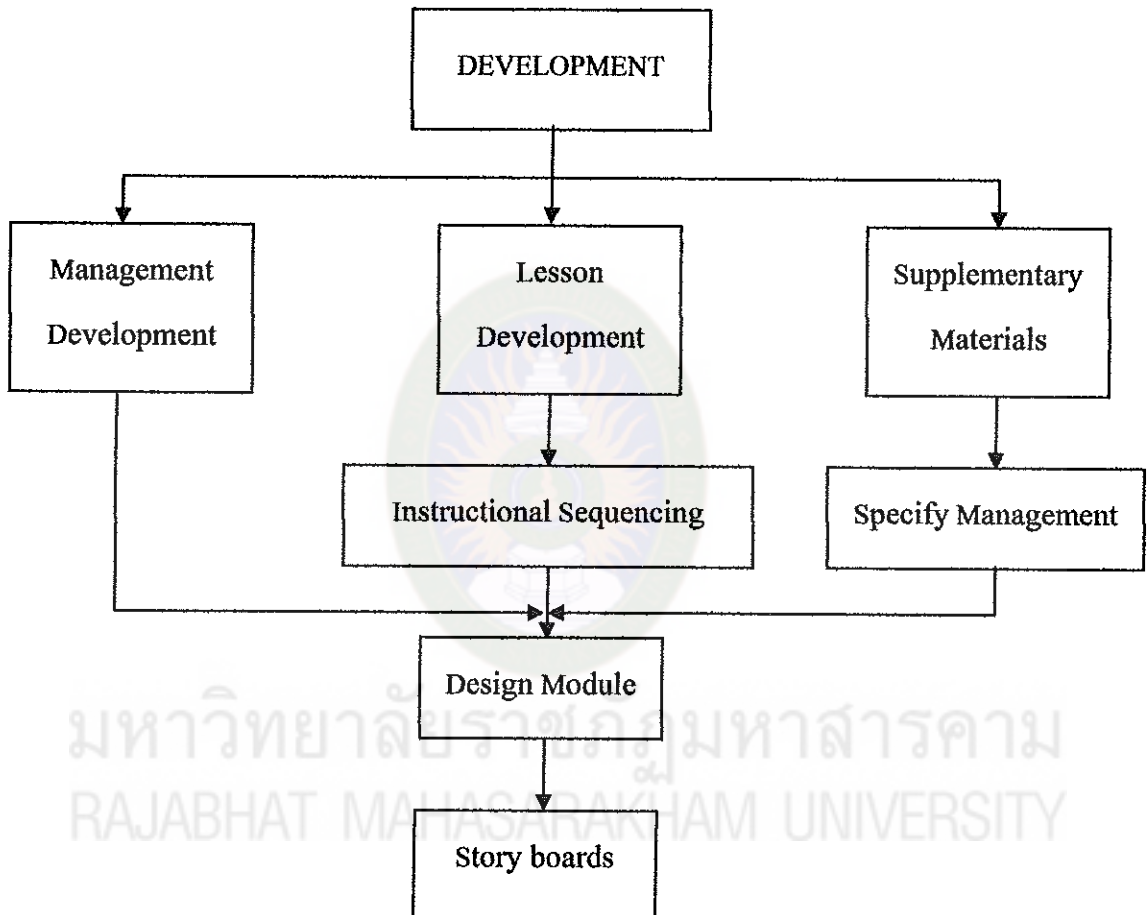 DEVELOPMENT
Management
Development
Lesson
Development
Supplementary
Materials
Instructional Sequencing
Specify Management
Design Module
มหาวิทยาลัยราชภัฏมหาสารคาม
RAJABHAT MAHASARAKHAM UNIVERSITY
Story boards